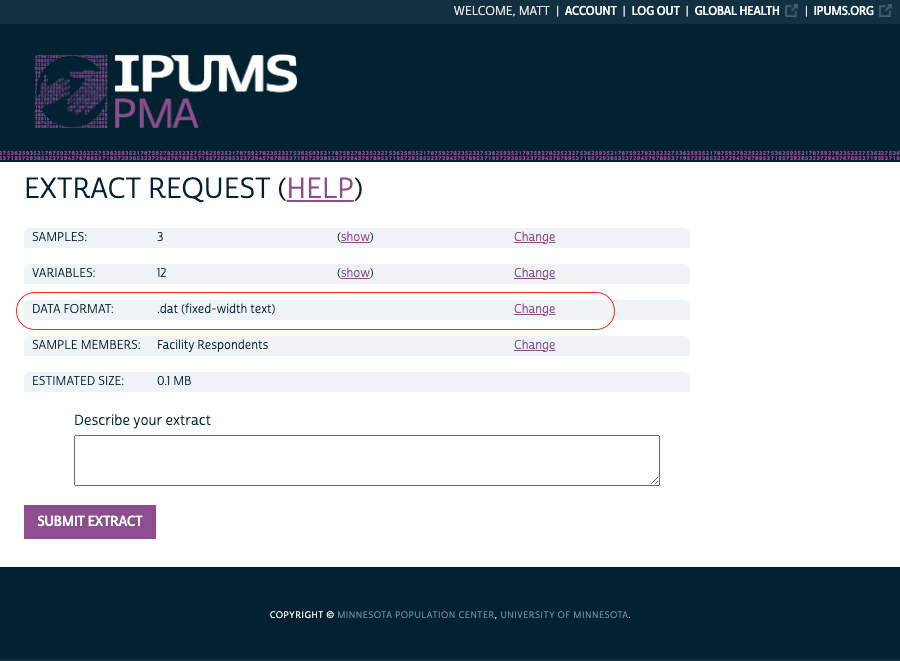 WELCOME, MATT | ACCOUNT | LOG OUT | GLOBAL HEALTH | IPUMS.ORG
IPUMS
PMA
EXTRACT REQUEST (HELP)
SAMPLES: 3 (show) Change
VARIABLES: 12 (show) Change
DATA FORMAT: .dat (fixed-width text) Change
SAMPLE MEMBERS: Facility Respondents Change
ESTIMATED SIZE: 0.1 MB
Describe your extract
SUBMIT EXTRACT
COPYRIGHT © MINNESOTA POPULATION CENTER, UNIVERSITY OF MINNESOTA.